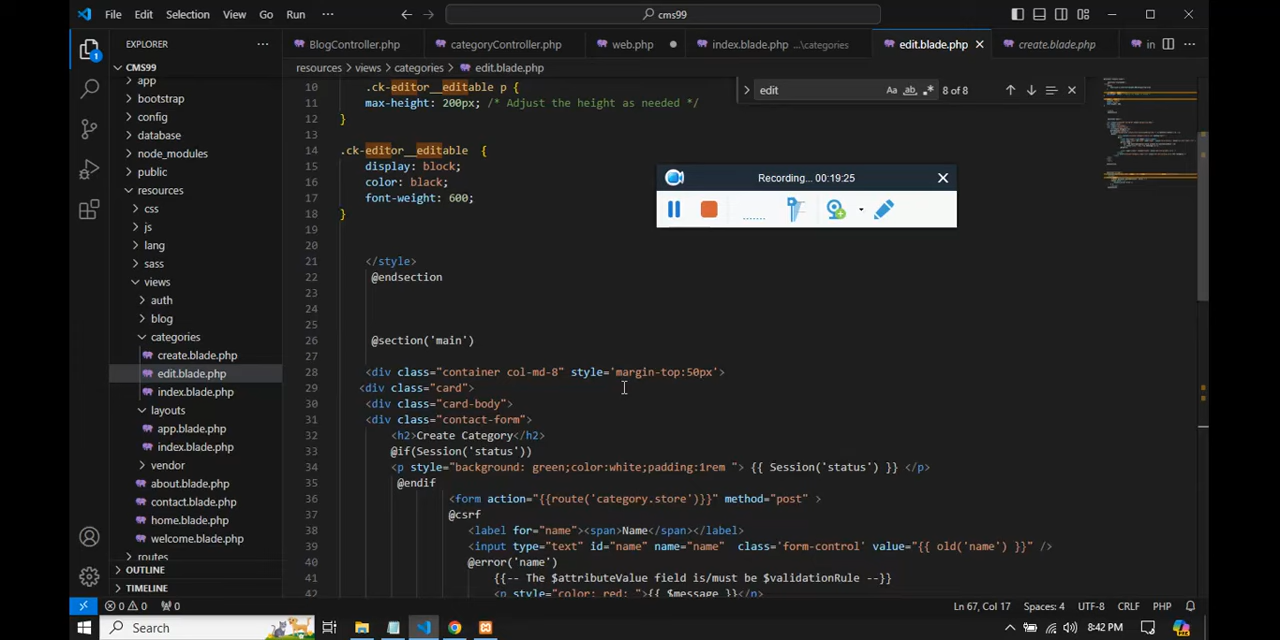 File Edit Selection View Go Run ··· cms99
EXPLORER ··· BlogController.php categoryController.php web.php index.blade.php ...\categories edit.blade.php create.blade.php in
CMS99
resources > views > categories > edit.blade.php
app
bootstrap
config
database
node_modules
public
resources
css
js
lang
sass
views
auth
blog
categories
create.blade.php
edit.blade.php
index.blade.php
layouts
app.blade.php
index.blade.php
vendor
about.blade.php
contact.blade.php
home.blade.php
welcome.blade.php
routes
OUTLINE
TIMELINE
edit Aa ab 8 of 8
Recording... 00:19:25
10 .ck-editor__editable p {
11 max-height: 200px; /* Adjust the height as needed */
12 }
13
14 .ck-editor__editable {
15 display: block;
16 color: black;
17 font-weight: 600;
18 }
19
20
21 </style>
22 @endsection
23
24
25
26 @section('main')
27
28 <div class="container col-md-8" style='margin-top:50px'>
29 <div class="card">
30 <div class="card-body">
31 <div class="contact-form">
32 <h2>Create Category</h2>
33 @if(Session('status'))
34 <p style="background: green;color:white;padding:1rem "> {{ Session('status') }} </p>
35 @endif
36 <form action="{{route('category.store')}}" method="post" >
37 @csrf
38 <label for="name"><span>Name</span></label>
39 <input type="text" id="name" name="name" class='form-control' value="{{ old('name') }}" />
40 @error('name')
41 {{-- The $attributeValue field is/must be $validationRule --}}
42 <p style="color: red; ">{{ $message }}</p>
0 0 0 Ln 67, Col 17 Spaces: 4 UTF-8 CRLF PHP
Search 8:42 PM